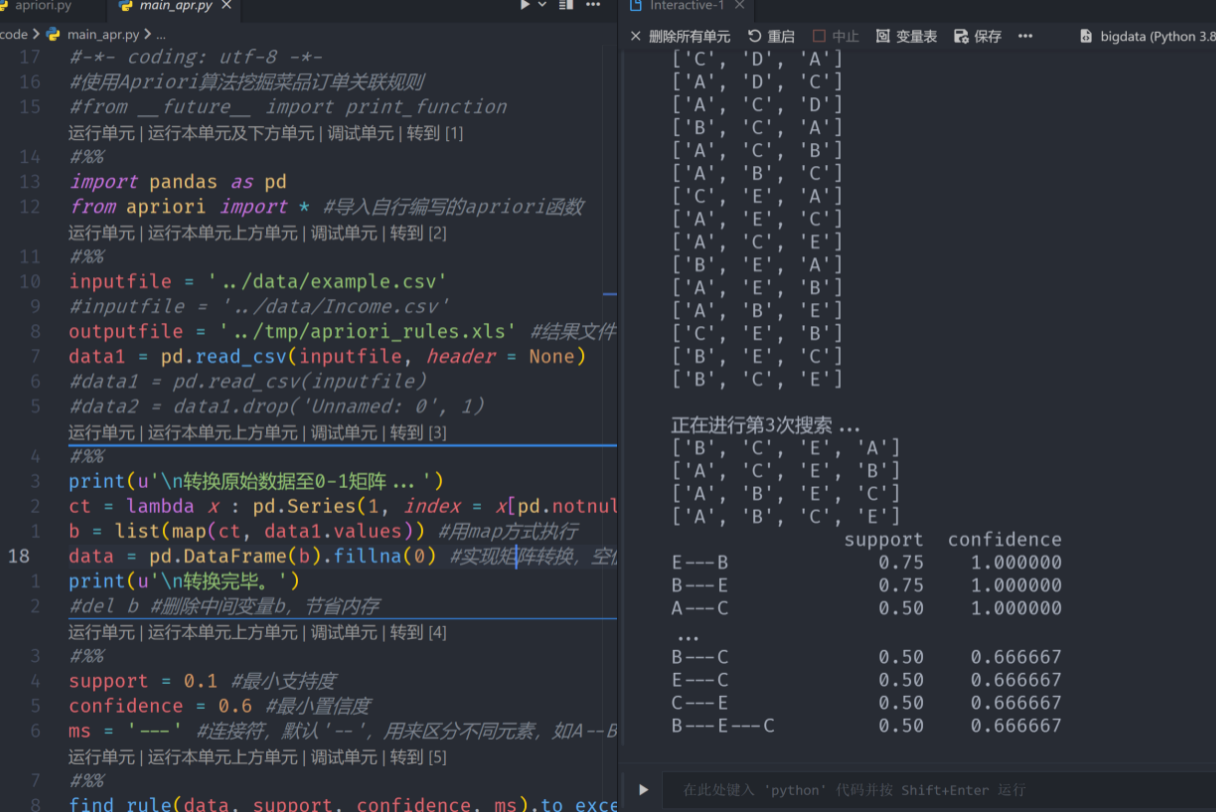 apriori.py
main_apr.py
code > main_apr.py > ...
17 #-*- coding: utf-8 -*-
16 #使用Apriori算法挖掘菜品订单关联规则
15 #from __future__ import print_function
运行单元 | 运行本单元及下方单元 | 调试单元 | 转到 [1]
14 #%%
13 import pandas as pd
12 from apriori import * #导入自行编写的apriori函数
运行单元 | 运行本单元上方单元 | 调试单元 | 转到 [2]
11 #%%
10 inputfile = '../data/example.csv'
9 #inputfile = '../data/Income.csv'
8 outputfile = '../tmp/apriori_rules.xls' #结果文件
7 data1 = pd.read_csv(inputfile, header = None)
6 #data1 = pd.read_csv(inputfile)
5 #data2 = data1.drop('Unnamed: 0', 1)
运行单元 | 运行本单元上方单元 | 调试单元 | 转到 [3]
4 #%%
3 print(u'\n转换原始数据至0-1矩阵...')
2 ct = lambda x : pd.Series(1, index = x[pd.notnul
1 b = list(map(ct, data1.values)) #用map方式执行
18 data = pd.DataFrame(b).fillna(0) #实现矩阵转换，空
1 print(u'\n转换完毕。')
2 #del b #删除中间变量b，节省内存
运行单元 | 运行本单元上方单元 | 调试单元 | 转到 [4]
3 #%%
4 support = 0.1 #最小支持度
5 confidence = 0.6 #最小置信度
6 ms = '---' #连接符，默认'--'，用来区分不同元素，如A--B
运行单元 | 运行本单元上方单元 | 调试单元 | 转到 [5]
7 #%%
8 find_rule(data, support, confidence, ms).to_exce
Interactive-1
删除所有单元 重启 中止 变量表 保存 ... bigdata (Python 3.8
['C', 'D', 'A']
['A', 'D', 'C']
['A', 'C', 'D']
['B', 'C', 'A']
['A', 'C', 'B']
['A', 'B', 'C']
['C', 'E', 'A']
['A', 'E', 'C']
['A', 'C', 'E']
['B', 'E', 'A']
['A', 'E', 'B']
['A', 'B', 'E']
['C', 'E', 'B']
['B', 'E', 'C']
['B', 'C', 'E']
正在进行第3次搜索...
['B', 'C', 'E', 'A']
['A', 'C', 'E', 'B']
['A', 'B', 'E', 'C']
['A', 'B', 'C', 'E']
support confidence
E---B 0.75 1.000000
B---E 0.75 1.000000
A---C 0.50 1.000000
...
B---C 0.50 0.666667
E---C 0.50 0.666667
C---E 0.50 0.666667
B---E---C 0.50 0.666667
在此处键入 'python' 代码并按 Shift+Enter 运行